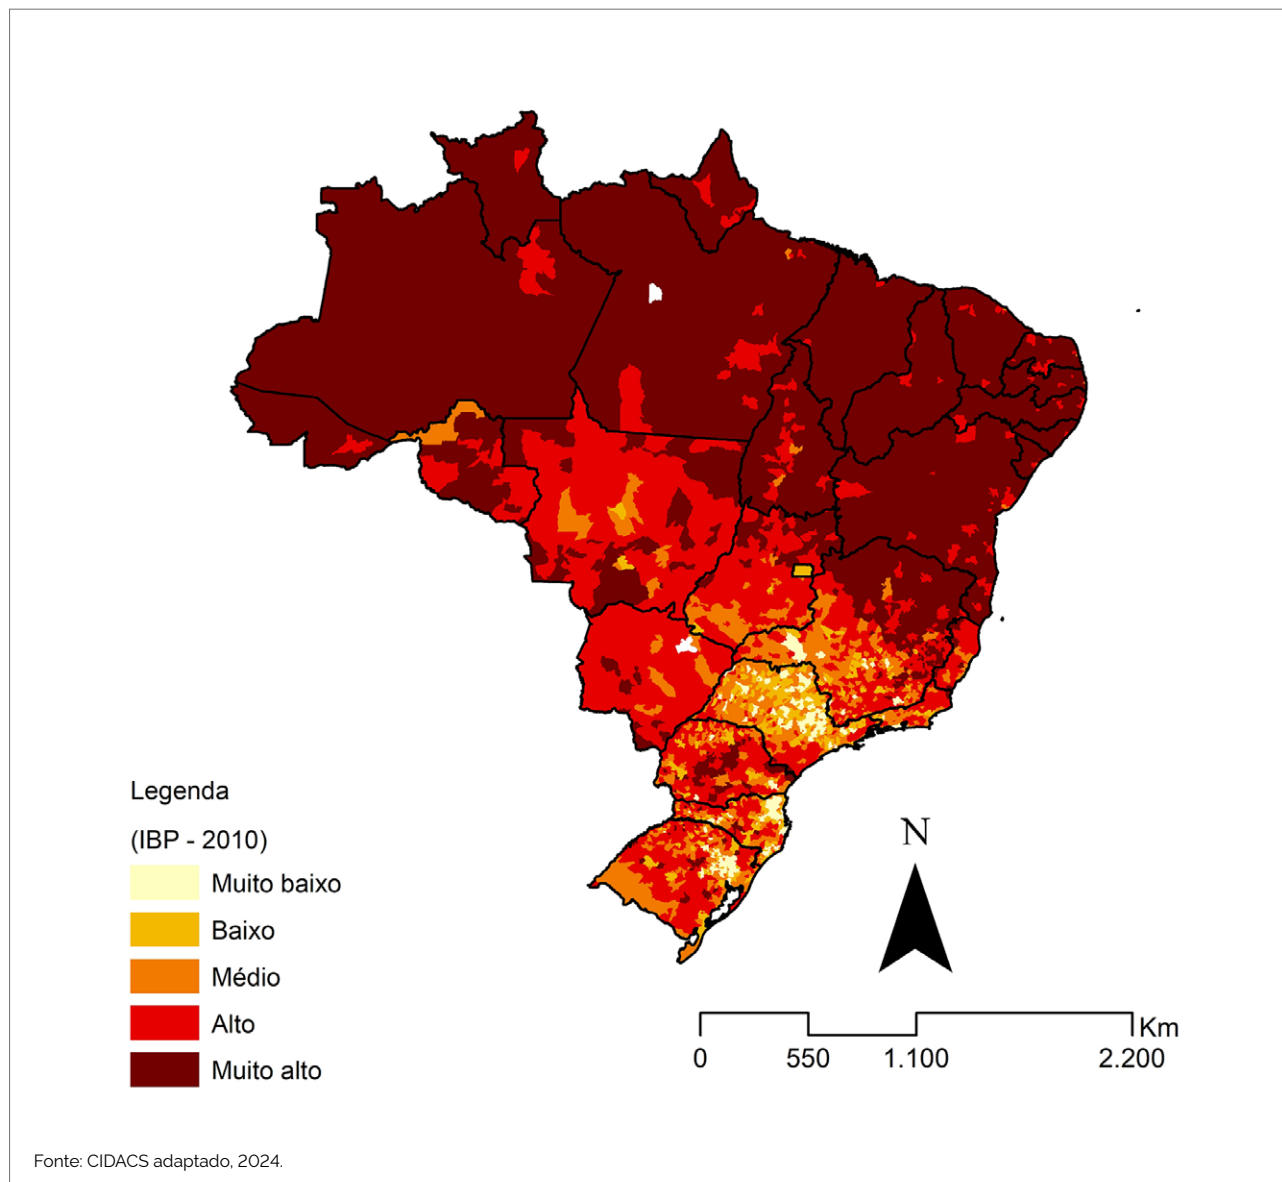 N
Legenda
(IBP - 2010)
Muito baixo
Baixo
Médio
Alto
Muito alto
Km
0 550 1.100 2.200
Fonte: CIDACS adaptado, 2024.